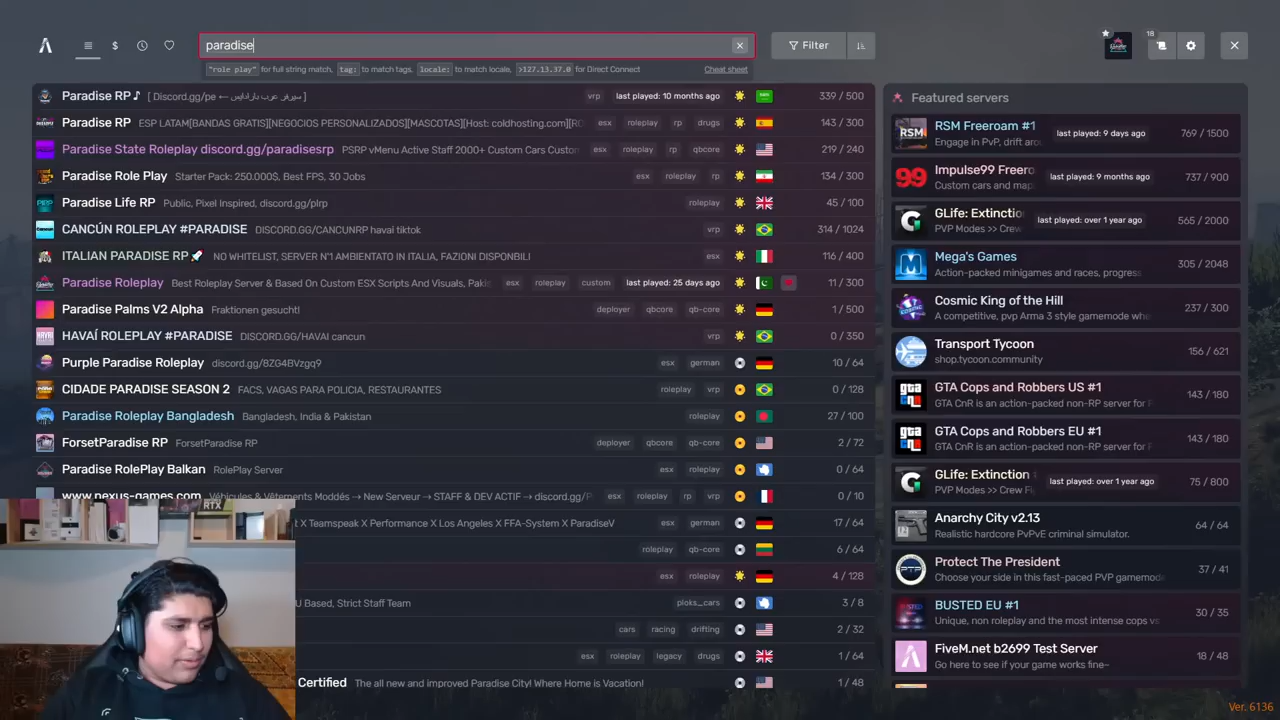 paradise
Filter
18
"role play" for full string match, tag: to match tags. locale: to match locale, >127.13.37.0 for Direct Connect
Cheat sheet
Paradise RP♪ [ Discord.gg/pe ⟵ سيرفر عرب بارادايس ] vrp last played: 10 months ago 339 / 500
Paradise RP ESP LATAM[BANDAS GRATIS][NEGOCIOS PERSONALIZADOS][MASCOTAS][Host: coldhosting.com][RO esx roleplay rp drugs 143 / 300
Paradise State Roleplay discord.gg/paradisesrp PSRP vMenu Active Staff 2000+ Custom Cars Custon esx roleplay rp qbcore 219 / 240
Paradise Role Play Starter Pack: 250.000$, Best FPS, 30 Jobs esx roleplay rp 134 / 300
Paradise Life RP Public, Pixel Inspired, discord.gg/plrp roleplay 45 / 100
CANCÚN ROLEPLAY #PARADISE DISCORD.GG/CANCUNRP havai tiktok vrp 314 / 1024
ITALIAN PARADISE RP🚀 NO WHITELIST, SERVER N°1 AMBIENTATO IN ITALIA, FAZIONI DISPONIBILI esx 116 / 400
Paradise Roleplay Best Roleplay Server & Based On Custom ESX Scripts And Visuals, Pakis esx roleplay custom last played: 25 days ago 11 / 300
Paradise Palms V2 Alpha Fraktionen gesucht! deployer qbcore qb-core 1 / 500
HAVAÍ ROLEPLAY #PARADISE DISCORD.GG/HAVAI cancun vrp 0 / 350
Purple Paradise Roleplay discord.gg/8ZG4BVzgq9 esx german 10 / 64
CIDADE PARADISE SEASON 2 FACS, VAGAS PARA POLICIA, RESTAURANTES roleplay vrp 0 / 128
Paradise Roleplay Bangladesh Bangladesh, India & Pakistan roleplay 27 / 100
ForsetParadise RP ForsetParadise RP deployer qbcore qb-core 2 / 72
Paradise RolePlay Balkan RolePlay Server esx roleplay 0 / 64
www.nexus-games.com Véhicules & Vêtements Moddés → New Serveur → STAFF & DEV ACTIF → discord.gg/P esx roleplay rp vrp 0 / 10
t X Teamspeak X Performance X Los Angeles X FFA-System X ParadiseV esx german 17 / 64
roleplay qb-core 6 / 64
esx roleplay 4 / 128
U Based, Strict Staff Team ploks_cars 3 / 8
cars racing drifting 2 / 32
esx roleplay legacy drugs 1 / 64
Certified The all new and improved Paradise City! Where Home is Vacation! 1 / 48
RTX
Featured servers
RSM Freeroam #1 last played: 9 days ago 769 / 1500
Engage in PvP, drift arou
Impulse99 Freero last played: 9 months ago 737 / 900
Custom cars and map
GLife: Extinctio last played: over 1 year ago 565 / 2000
PVP Modes >> Crew
Mega's Games 305 / 2048
Action-packed minigames and races, progress
Cosmic King of the Hill 237 / 300
A competitive, pvp Arma 3 style gamemode whe
Transport Tycoon 156 / 621
shop.tycoon.community
GTA Cops and Robbers US #1 143 / 180
GTA CnR is an action-packed non-RP server for P
GTA Cops and Robbers EU #1 143 / 180
GTA CnR is an action-packed non-RP server for P
GLife: Extinction last played: over 1 year ago 75 / 800
PVP Modes >> Crew Fi
Anarchy City v2.13 64 / 64
Realistic hardcore PvPvE criminal simulator.
Protect The President 37 / 41
Choose your side in this fast-paced PVP gamemod
BUSTED EU #1 30 / 35
Unique, non roleplay and the most intense cops vs
FiveM.net b2699 Test Server 18 / 48
Go here to see if your game works fine–
Ver. 6136